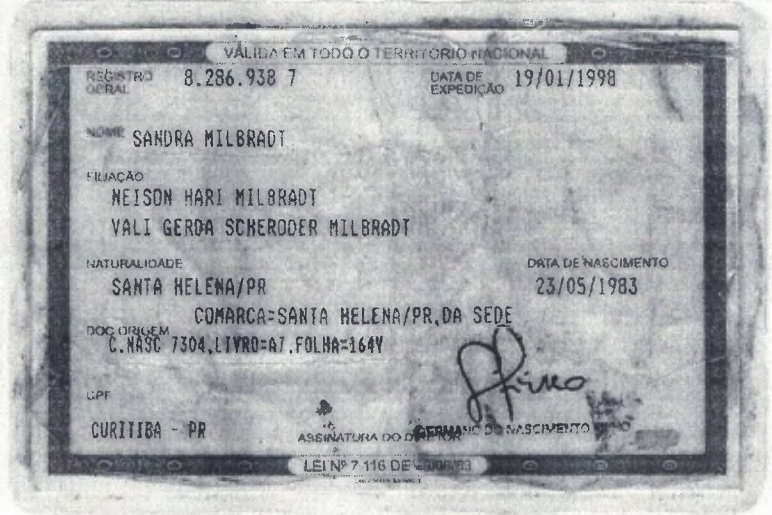 VÁLIDA EM TODO O TERRITÓRIO NACIONAL
REGISTRO GERAL 8.286.938 7 DATA DE EXPEDIÇÃO 19/01/1998
NOME SANDRA MILBRADT
FILIAÇÃO
NEISON HARI MILBRADT
VALI GERDA SCHERODER MILBRADT
NATURALIDADE DATA DE NASCIMENTO
SANTA HELENA/PR 23/05/1983
COMARCA=SANTA HELENA/PR,DA SEDE
DOC ORIGEM
C.NASC 7304,LIVRO=A7,FOLHA=164V
CPF
CURITIBA - PR
ASSINATURA DO DIRETOR GERMANO DO NASCIMENTO
LEI Nº 7.116 DE